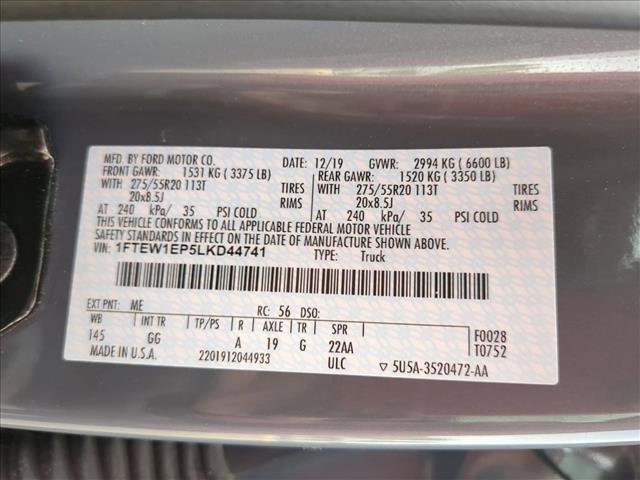 MFD. BY FORD MOTOR CO. DATE: 12/19 GVWR: 2994 KG ( 6600 LB)
FRONT GAWR: 1531 KG ( 3375 LB) REAR GAWR: 1520 KG ( 3350 LB)
WITH 275/55R20 113T TIRES WITH 275/55R20 113T TIRES
20x8.5J RIMS 20x8.5J RIMS
AT 240 kPa/ 35 PSI COLD AT 240 kPa/ 35 PSI COLD
THIS VEHICLE CONFORMS TO ALL APPLICABLE FEDERAL MOTOR VEHICLE
SAFETY STANDARDS IN EFFECT ON THE DATE OF MANUFACTURE SHOWN ABOVE.
VIN: 1FTEW1EP5LKD44741 TYPE: Truck
EXT PNT: ME RC: 56 DSO:
WB INT TR TP/PS R AXLE TR SPR F0028
145 GG A 19 G 22AA T0752
MADE IN U.S.A. 2201912044933 ULC ▽ 5U5A-3520472-AA